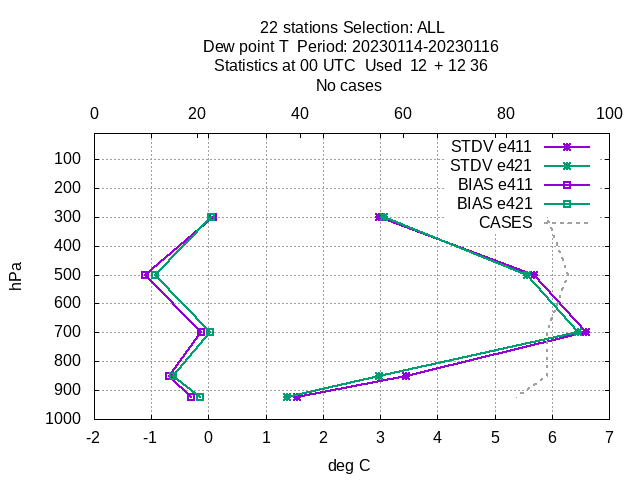 22 stations Selection: ALL
Dew point T  Period: 20230114-20230116
Statistics at 00 UTC  Used  12 + 12 36
No cases
0 20 40 60 80 100
STDV e411
STDV e421
BIAS e411
BIAS e421
CASES
hPa
100
200
300
400
500
600
700
800
900
1000
-2 -1 0 1 2 3 4 5 6 7
deg C